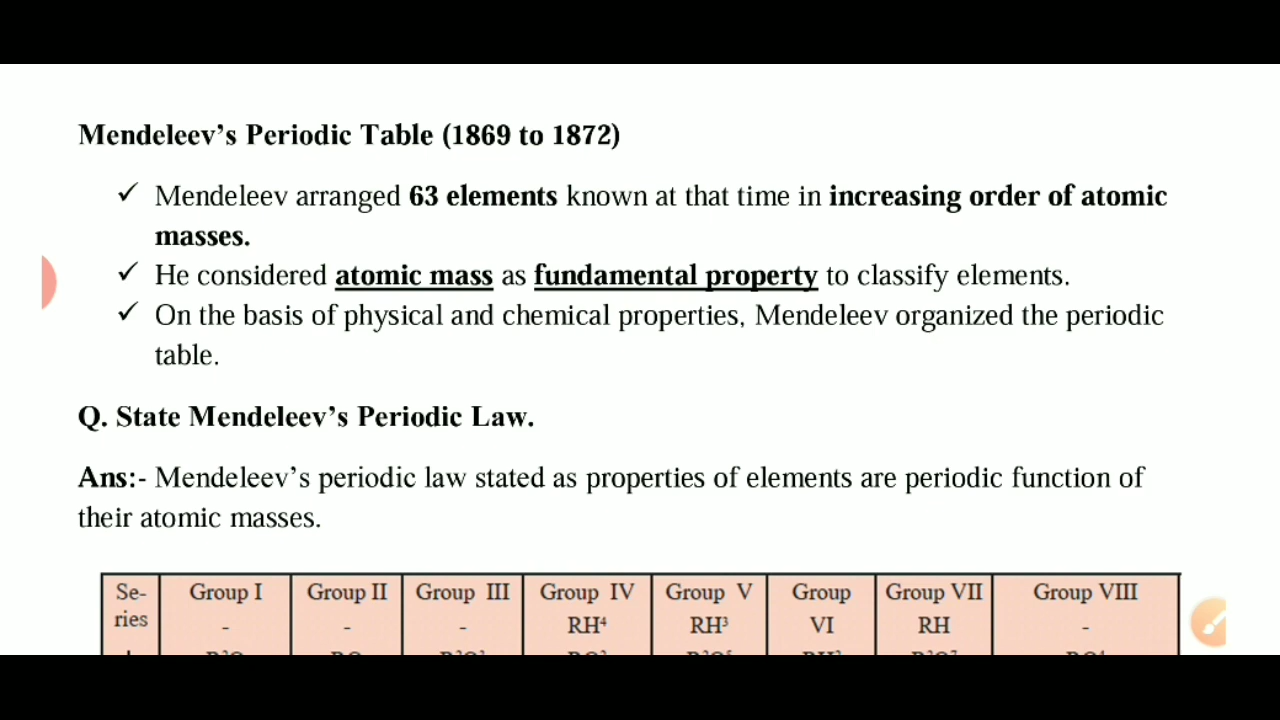 Mendeleev’s Periodic Table (1869 to 1872)
✓ Mendeleev arranged 63 elements known at that time in increasing order of atomic
masses.
✓ He considered atomic mass as fundamental property to classify elements.
✓ On the basis of physical and chemical properties, Mendeleev organized the periodic
table.
Q. State Mendeleev’s Periodic Law.
Ans:- Mendeleev’s periodic law stated as properties of elements are periodic function of
their atomic masses.
Se- Group I Group II Group III Group IV Group V Group Group VII Group VIII
ries - - - RH⁴ RH³ VI RH -